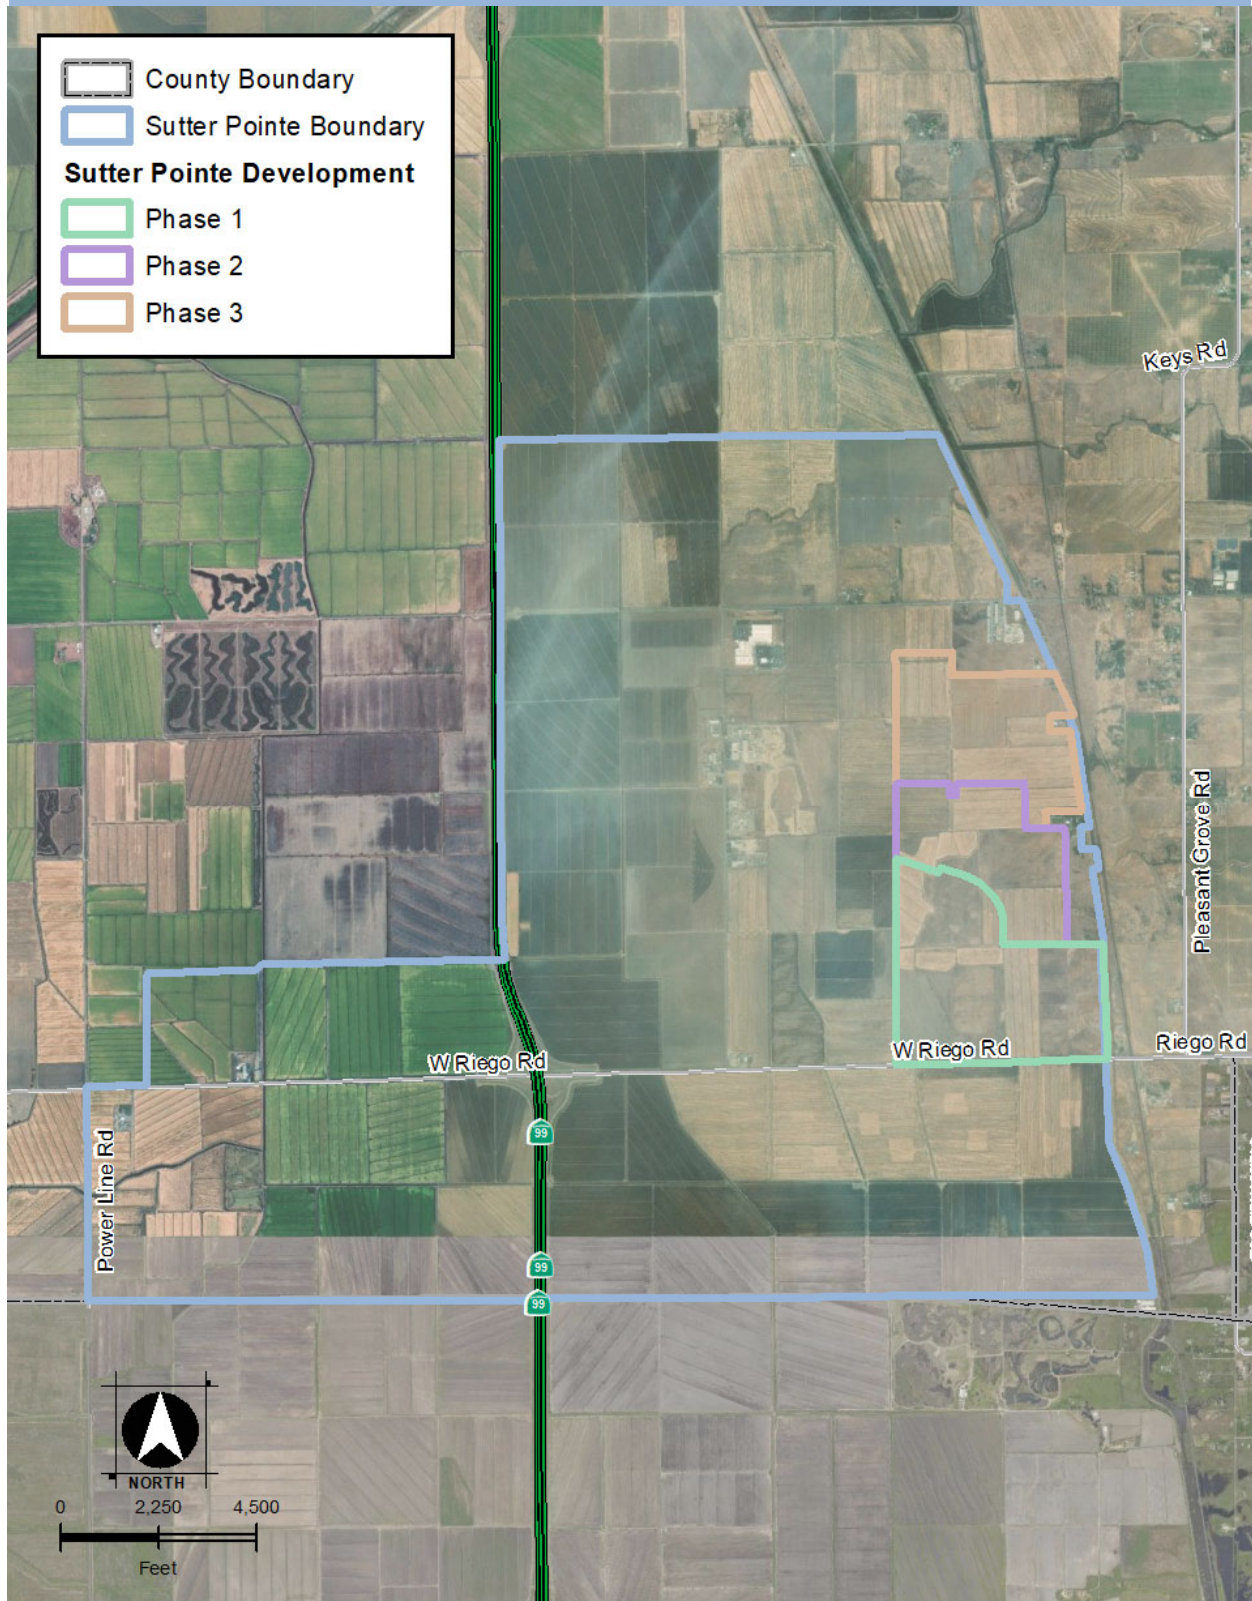 County Boundary
Sutter Pointe Boundary
Sutter Pointe Development
Phase 1
Phase 2
Phase 3
Keys Rd
Pleasant Grove Rd
W Riego Rd
W Riego Rd
Riego Rd
99
Power Line Rd
99
99
NORTH
0 2,250 4,500
Feet